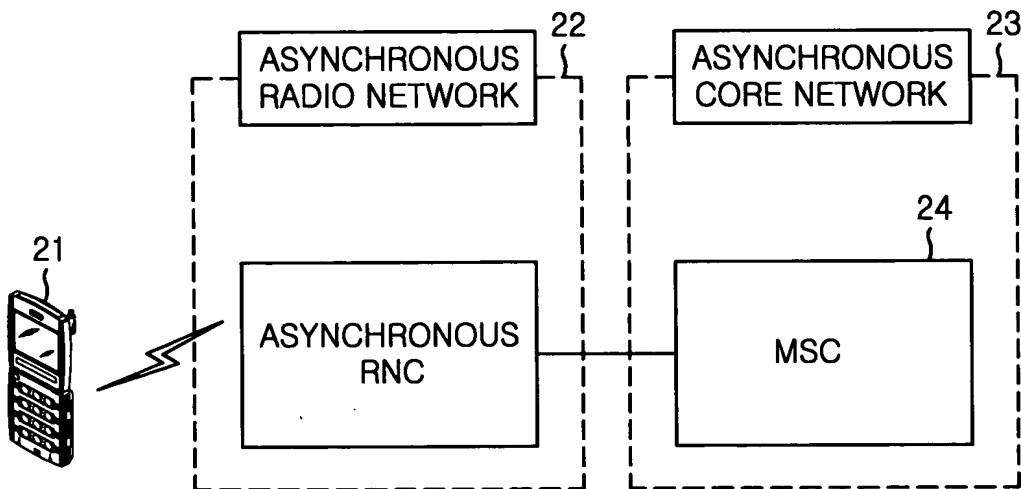 22
23
ASYNCHRONOUS
RADIO NETWORK
ASYNCHRONOUS
CORE NETWORK
24
21
ASYNCHRONOUS
RNC
MSC